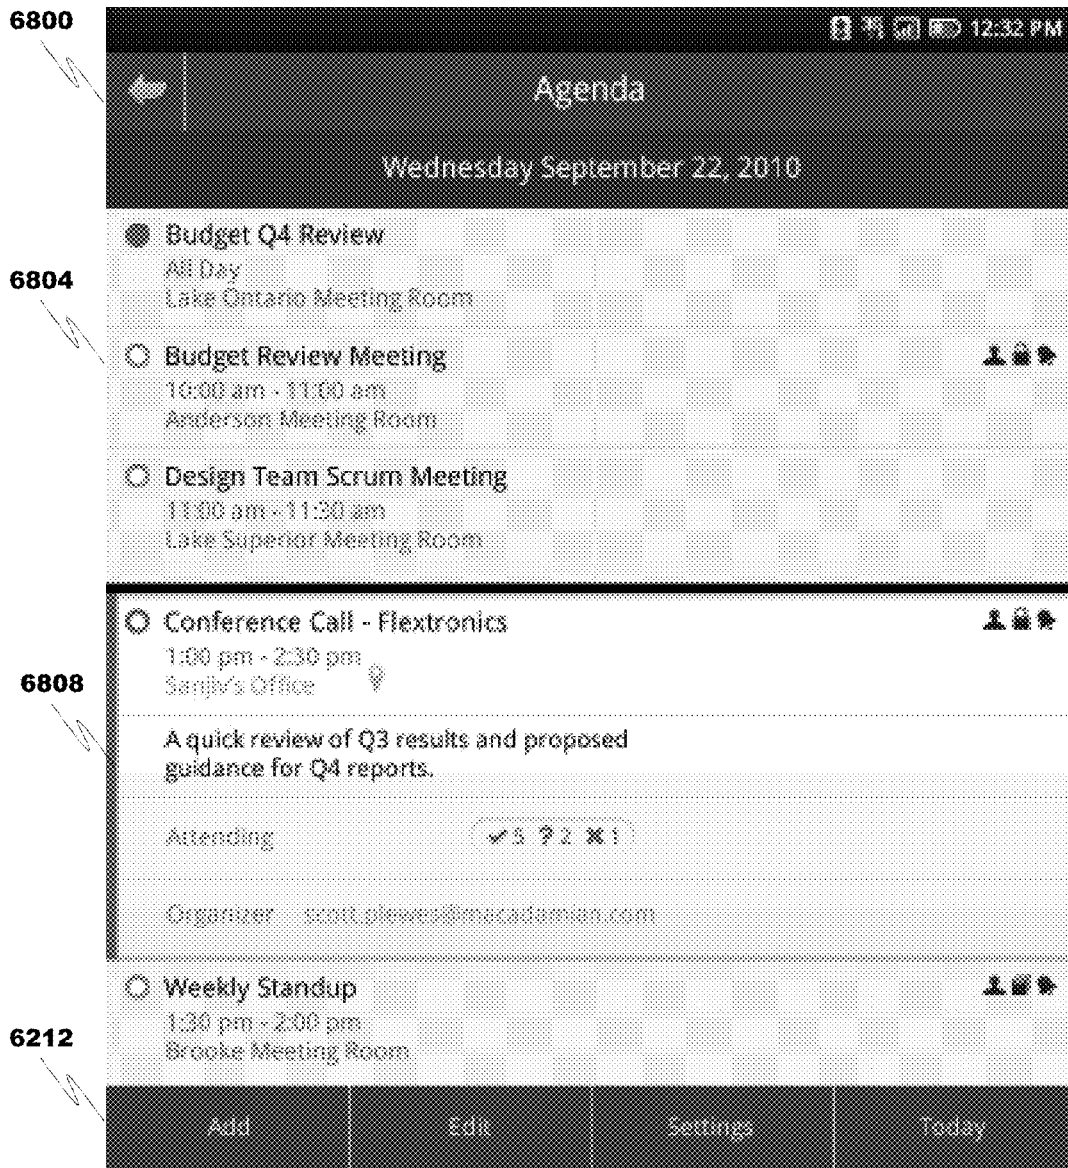 6800
12:32 PM
Agenda
Wednesday September 22, 2010
Budget Q4 Review
All Day
Lake Ontario Meeting Room
6804
Budget Review Meeting
10:00 am - 11:00 am
Anderson Meeting Room
Design Team Scrum Meeting
11:00 am - 11:30 am
Lake Superior Meeting Room
Conference Call - Flextronics
1:00 pm - 2:30 pm
6808
Sanjiv's Office
A quick review of Q3 results and proposed
guidance for Q4 reports.
Attending 5 ? 2 1
Organizer scott.plewes@macadamian.com
Weekly Standup
1:30 pm - 2:00 pm
6212
Brooke Meeting Room
Add Edit Settings Today